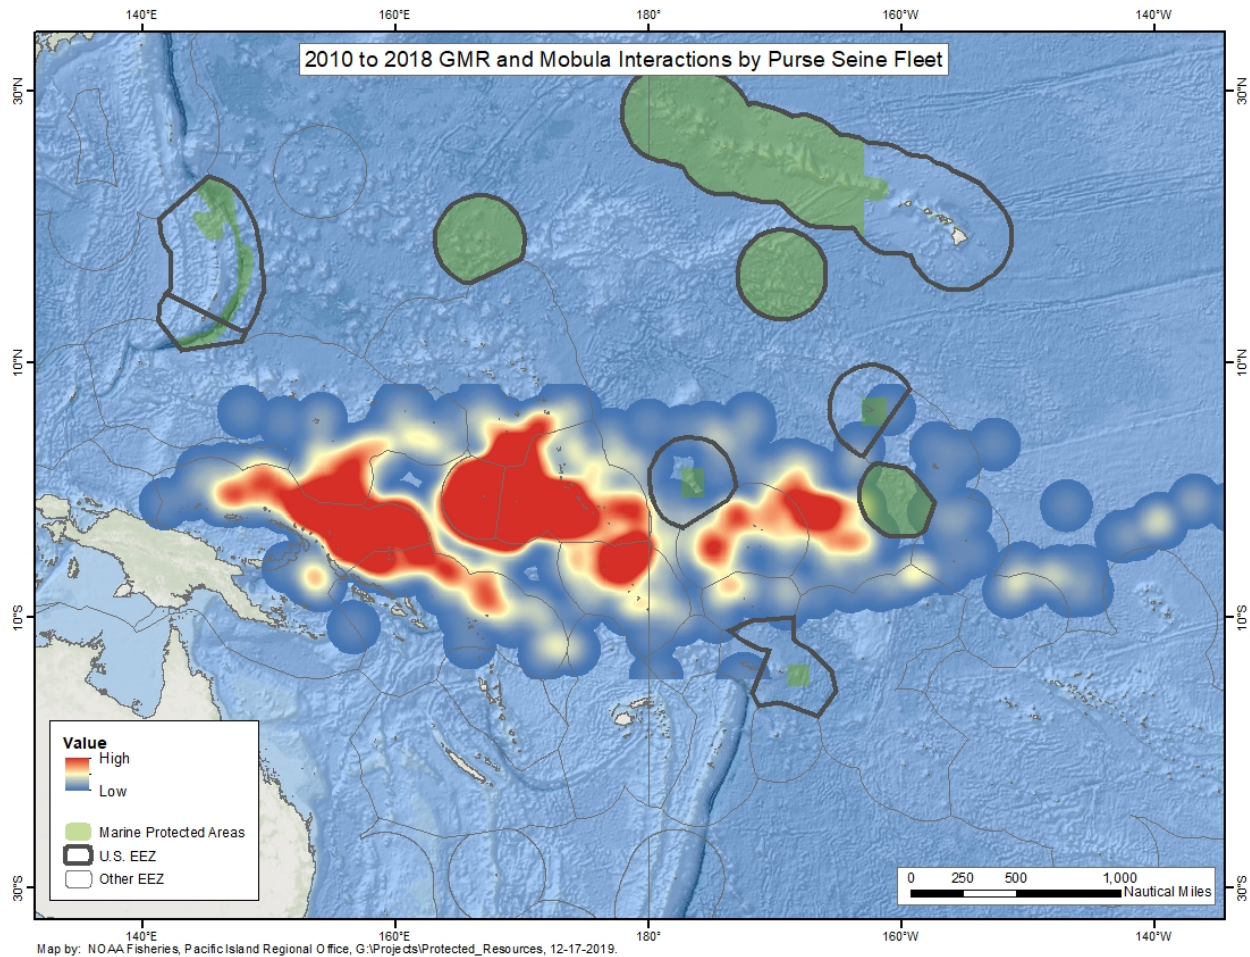 140°E 160°E 180° 160°W 140°W
2010 to 2018 GMR and Mobula Interactions by Purse Seine Fleet
30°N 30°N
10°N 10°N
10°S 10°S
Value
High
Low
Marine Protected Areas
U.S. EEZ
Other EEZ
0 250 500 1,000
Nautical Miles
30°S 30°S
140°E 160°E 180° 160°W 140°W
Map by: NOAA Fisheries, Pacific Island Regional Office, G:\Projects\Protected_Resources, 12-17-2019.